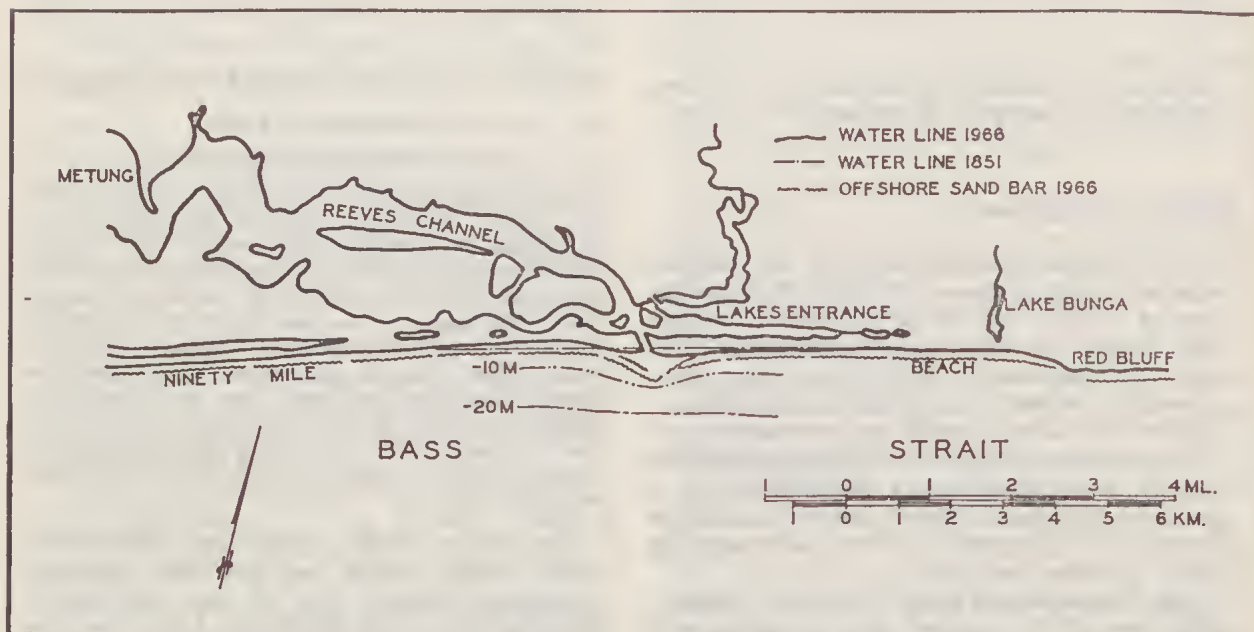 WATER LINE 1966
WATER LINE 1851
OFFSHORE SAND BAR 1966
METUNG
REEVES CHANNEL
LAKES ENTRANCE
LAKE BUNGA
RED BLUFF
NINETY MILE
BEACH
-10M
-20M
BASS
STRAIT
1 0 1 2 3 4 ML.
1 0 1 2 3 4 5 6 KM.